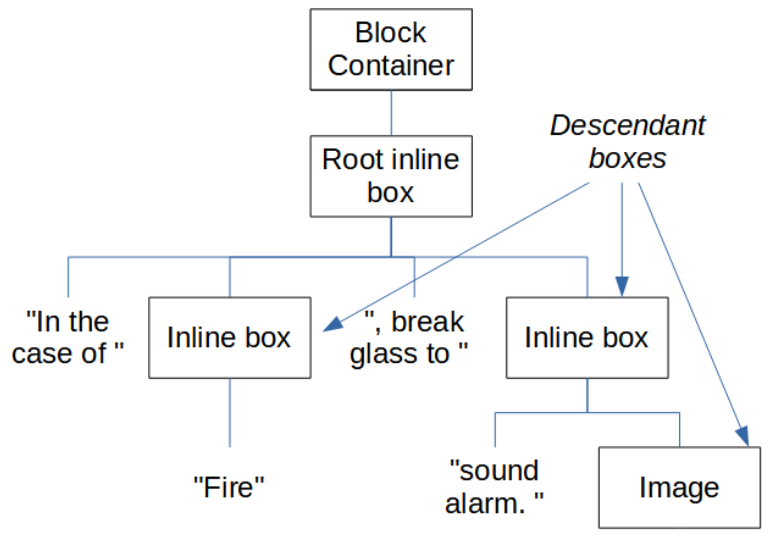 Block
Container
Root inline
box
Descendant
boxes
"In the
case of "
Inline box
", break
glass to "
Inline box
"Fire"
"sound
alarm. "
Image